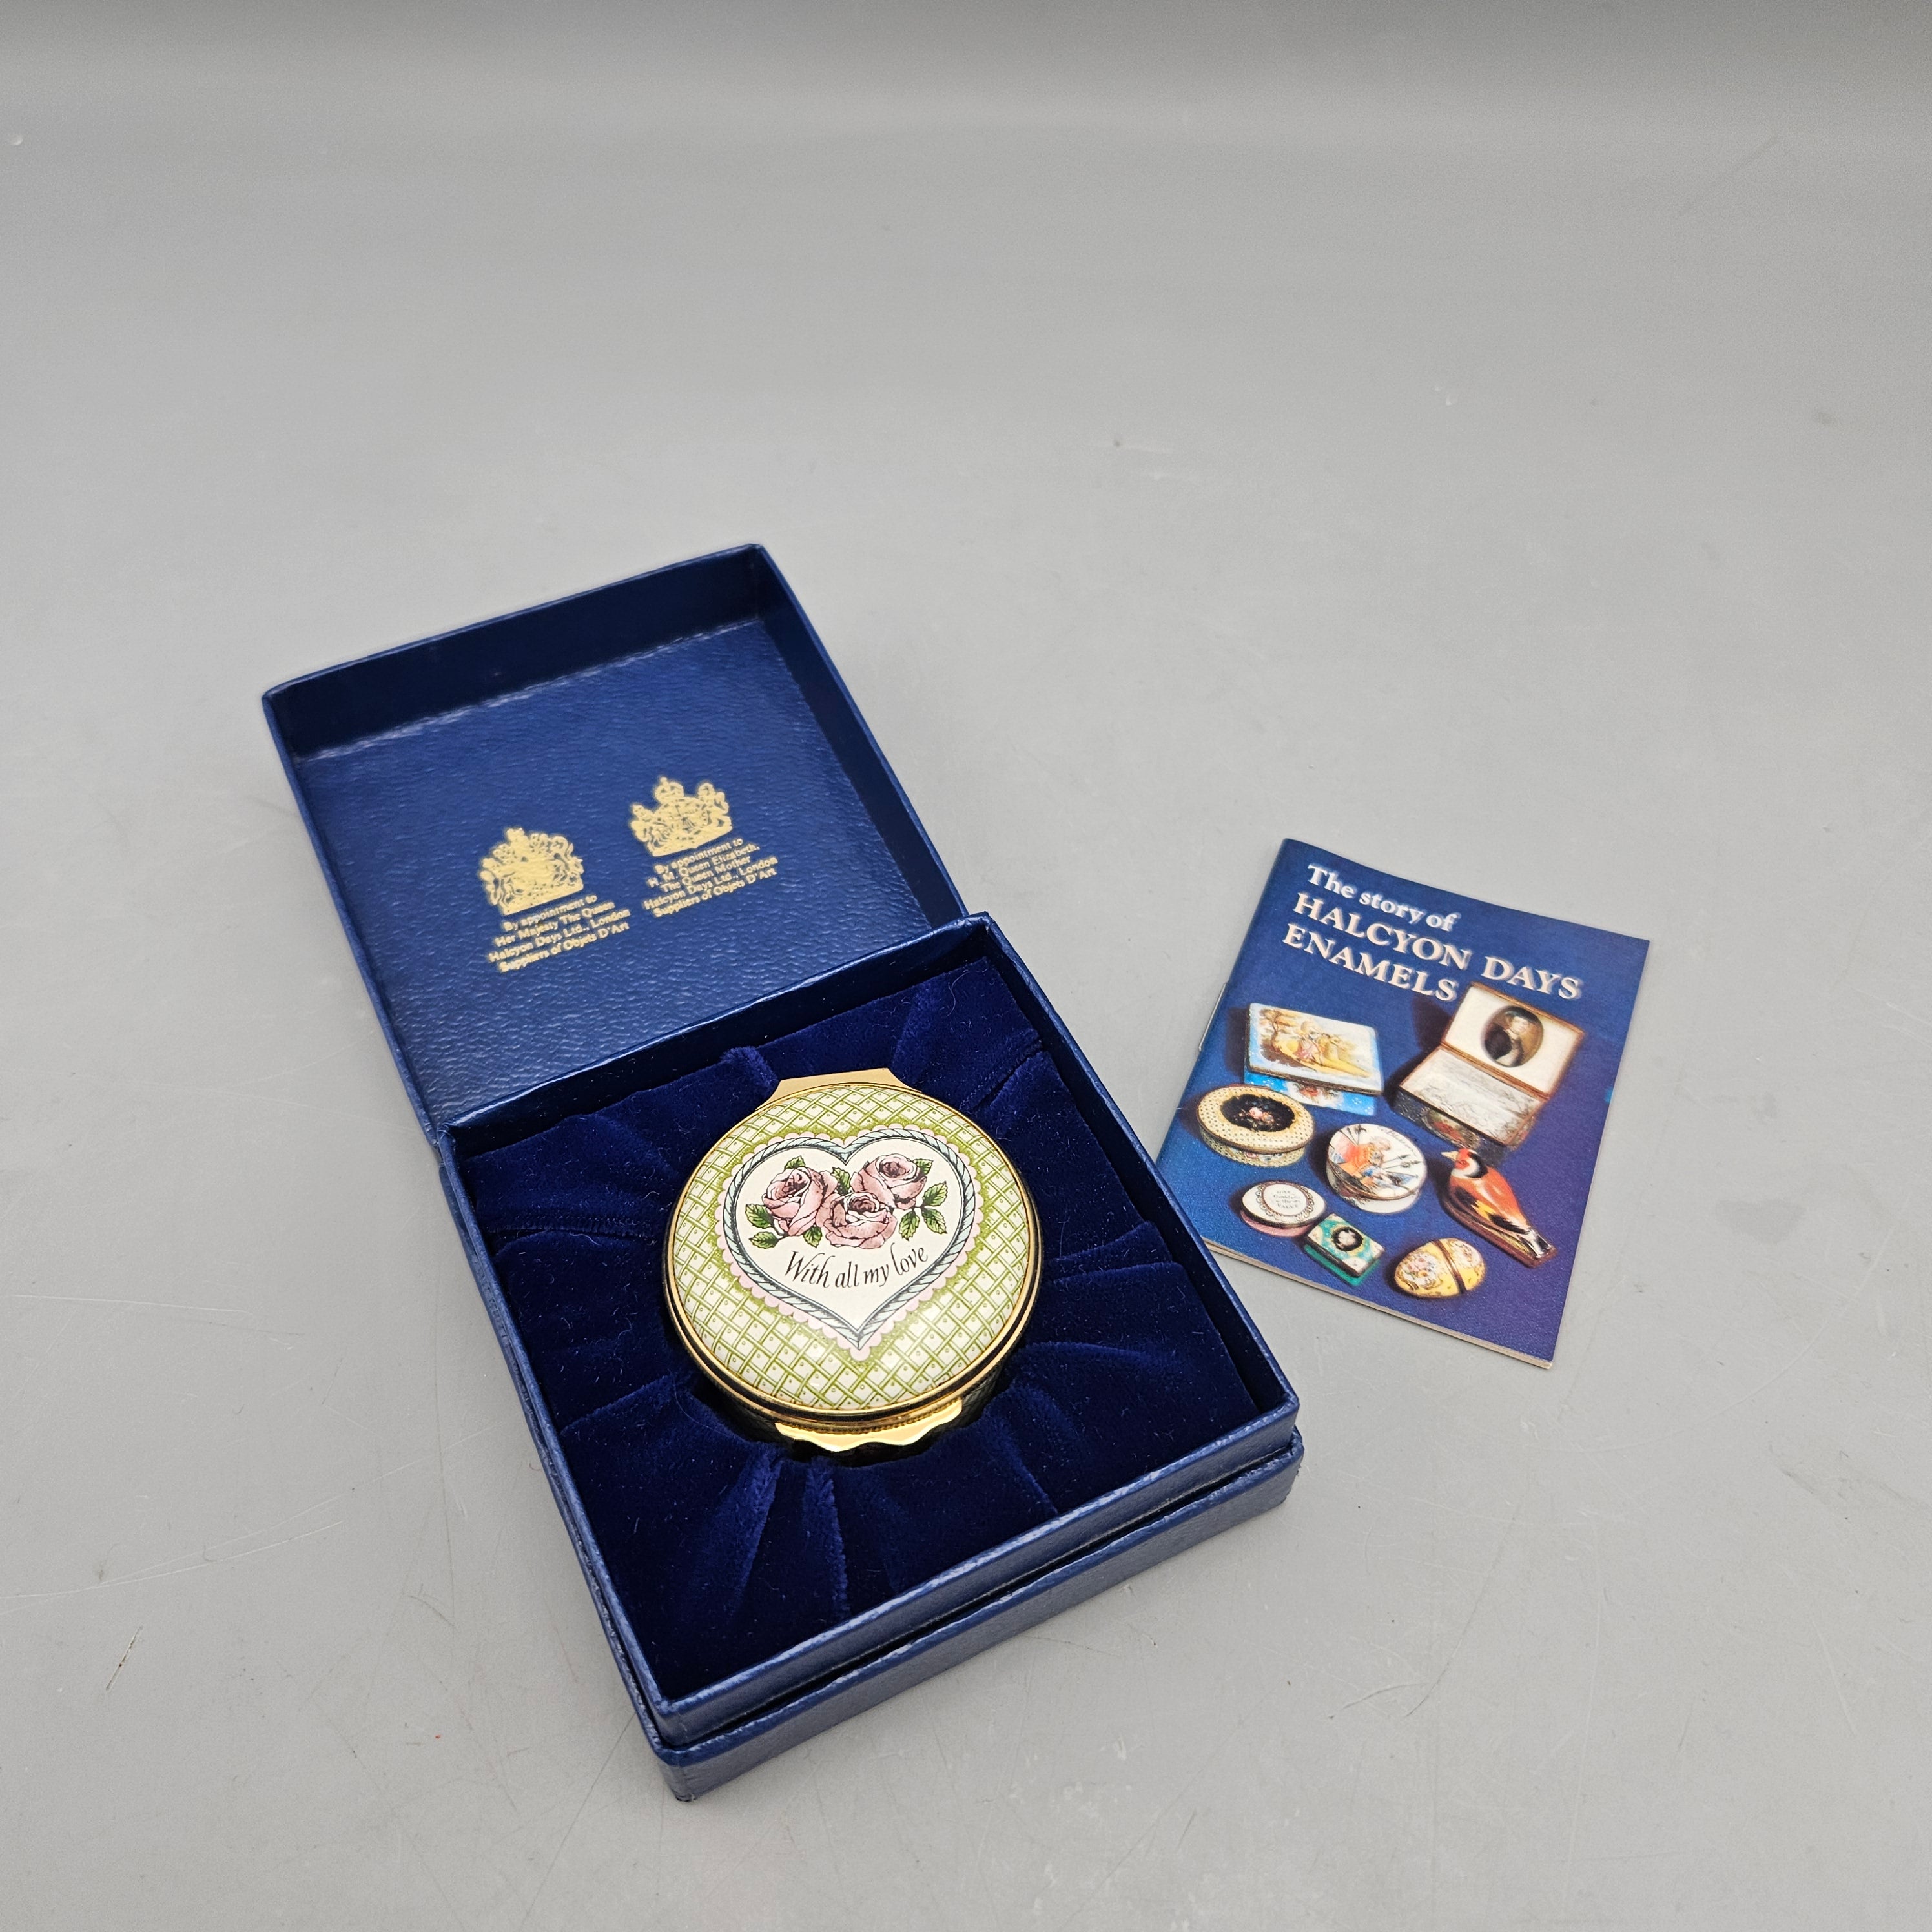 By appointment to
Her Majesty The Queen
Halcyon Days Ltd., London
Suppliers of Objets D'Art
By appointment to
H. M. Queen Elizabeth,
The Queen Mother
Halcyon Days Ltd., London
Suppliers of Objets D'Art
With all my love
The story of
HALCYON DAYS
ENAMELS